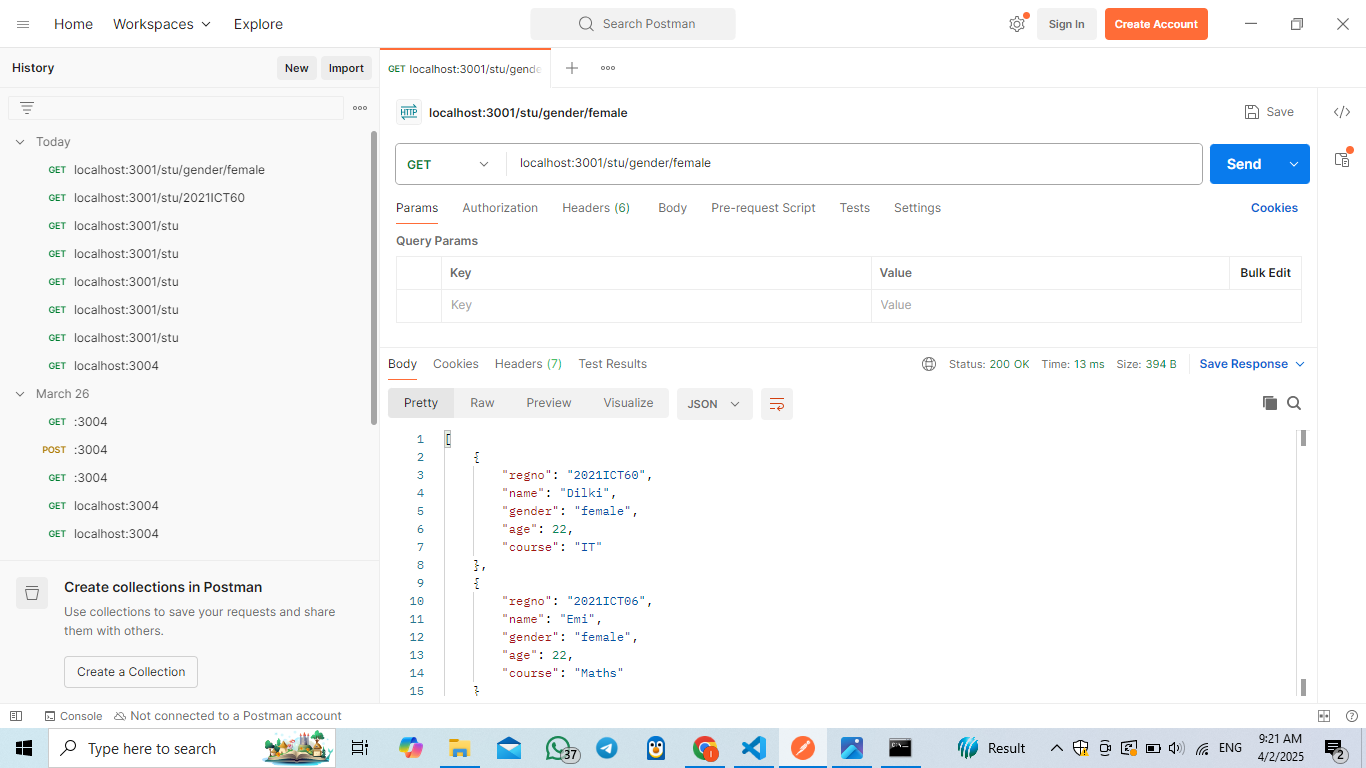 Home Workspaces Explore Search Postman Sign In Create Account
History New Import
GET localhost:3001/stu/gende
HTTP localhost:3001/stu/gender/female Save
GET localhost:3001/stu/gender/female Send
Today
GET localhost:3001/stu/gender/female
GET localhost:3001/stu/2021ICT60
GET localhost:3001/stu
GET localhost:3001/stu
GET localhost:3001/stu
GET localhost:3001/stu
GET localhost:3001/stu
GET localhost:3004
March 26
GET :3004
POST :3004
GET :3004
GET localhost:3004
GET localhost:3004
Create collections in Postman
Use collections to save your requests and share
them with others.
Create a Collection
Params Authorization Headers (6) Body Pre-request Script Tests Settings Cookies
Query Params
Key Value Bulk Edit
Key Value
Body Cookies Headers (7) Test Results Status: 200 OK Time: 13 ms Size: 394 B Save Response
Pretty Raw Preview Visualize JSON
1 [
2 {
3 "regno": "2021ICT60",
4 "name": "Dilki",
5 "gender": "female",
6 "age": 22,
7 "course": "IT"
8 },
9 {
10 "regno": "2021ICT06",
11 "name": "Emi",
12 "gender": "female",
13 "age": 22,
14 "course": "Maths"
15 }
Console Not connected to a Postman account
Type here to search 37 Result ENG 9:21 AM
4/2/2025 2